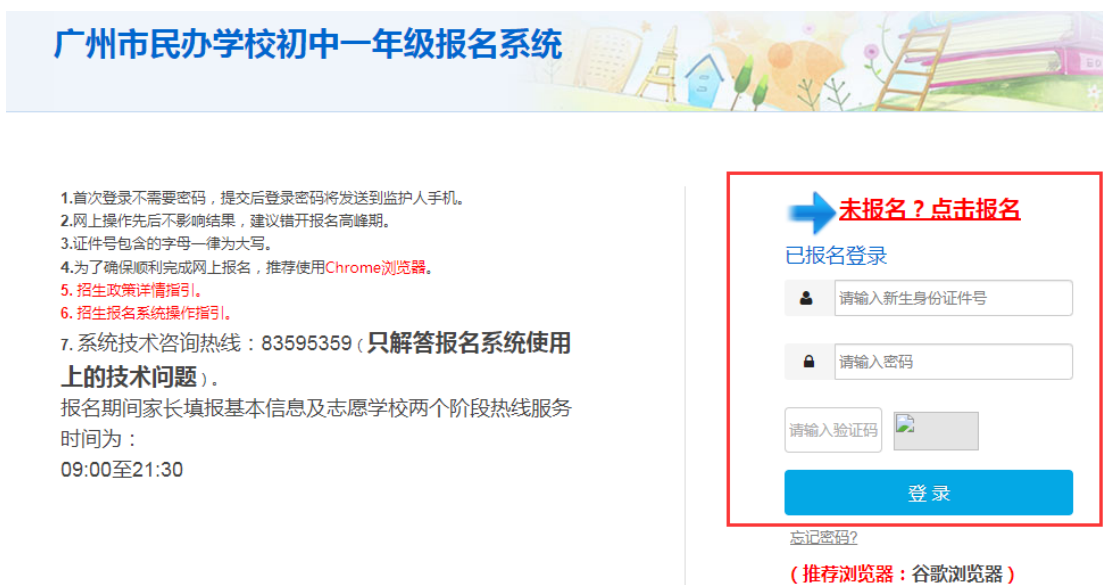 广州市民办学校初中一年级报名系统
1.首次登录不需要密码，提交后登录密码将发送到监护人手机。
2.网上操作先后不影响结果，建议错开报名高峰期。
3.证件号包含的字母一律为大写。
4.为了确保顺利完成网上报名，推荐使用Chrome浏览器。
5. 招生政策详情指引。
6. 招生报名系统操作指引。
7. 系统技术咨询热线：83595359（只解答报名系统使用
上的技术问题）.
报名期间家长填报基本信息及志愿学校两个阶段热线服务
时间为：
09:00至21:30
未报名？点击报名
已报名登录
请输入新生身份证件号
请输入密码
请输入验证码
登 录
忘记密码?
（推荐浏览器：谷歌浏览器）